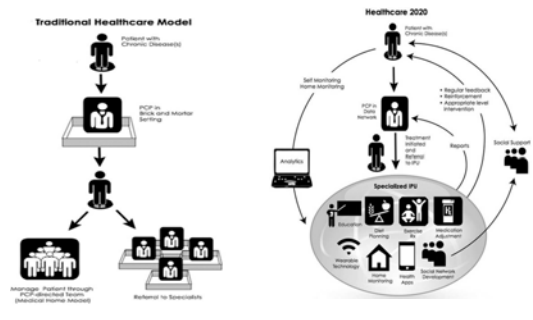 Traditional Healthcare Model
Patient with
Chronic Disease(s)
PCP in
Brick and Mortar
Setting
Manage Patient through
PCP-directed Team
(Medical Home Model)
Referral to Specialists
Healthcare 2020
Patient with
Chronic Disease(s)
Self Monitoring
Home Monitoring
• Regular feedback
• Reinforcement
• Appropriate level
intervention
PCP in
Data
Network
Treatment
Initiated
and
Referral
to IPU
Reports
Social Support
Analytics
Specialized IPU
Education
Diet
Planning
Exercise
Rx
Medication
Adjustment
Wearable
Technology
Home
Monitoring
Health
Apps
Social Network
Development